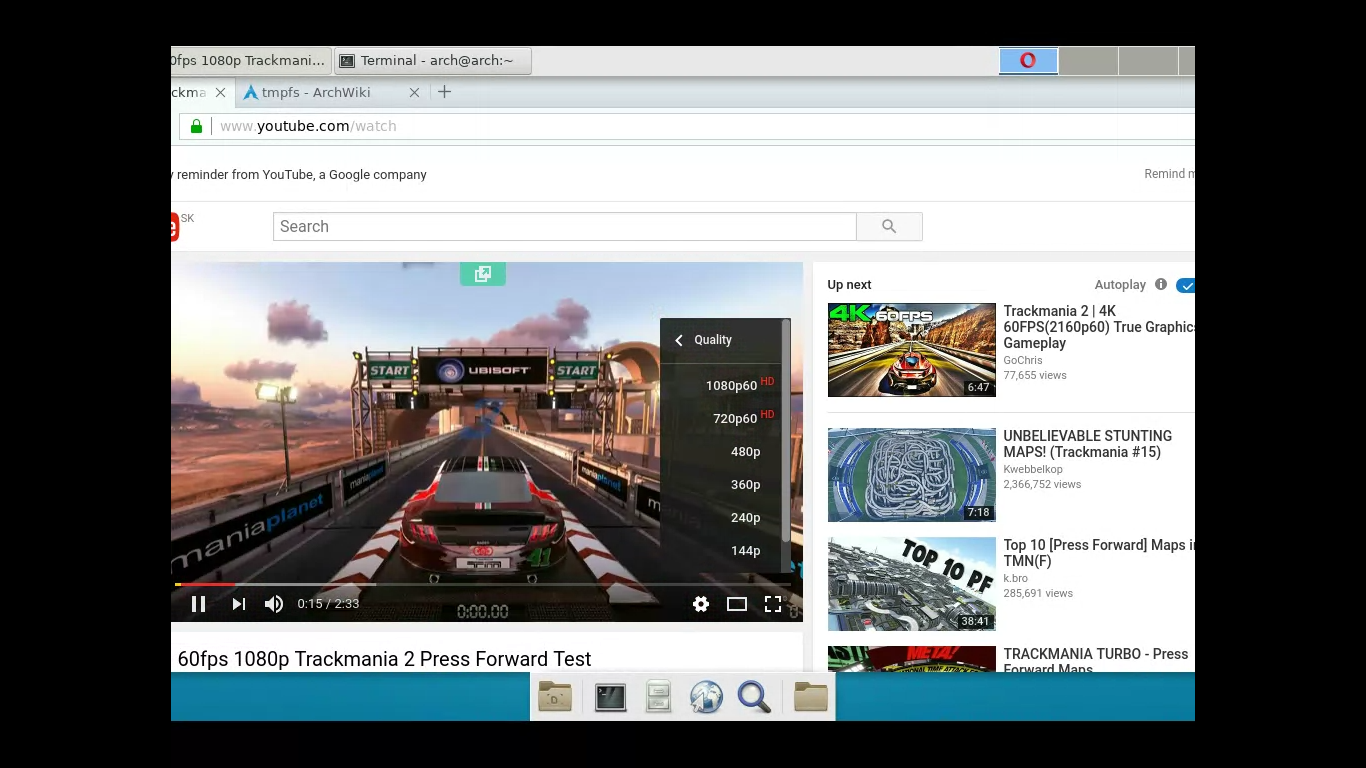 0fps 1080p Trackmani...
Terminal - arch@arch:~
ckma
tmpfs - ArchWiki
www.youtube.com/watch
y reminder from YouTube, a Google company
Remind m
e SK
Search
START
UBISOFT
START
maniaplanet
maniaplanet
maniaplanet
41
Quality
1080p60 HD
720p60 HD
480p
360p
240p
144p
0:15 / 2:33
0:00.00
60fps 1080p Trackmania 2 Press Forward Test
Up next
Autoplay
4K 60FPS
6:47
Trackmania 2 | 4K
60FPS(2160p60) True Graphics
Gameplay
GoChris
77,655 views
7:18
UNBELIEVABLE STUNTING
MAPS! (Trackmania #15)
Kwebbelkop
2,366,752 views
TOP 10 PF
38:41
Top 10 [Press Forward] Maps in
TMN(F)
k.bro
285,691 views
META!
TRACKMANIA TURBO - Press
Forward Maps